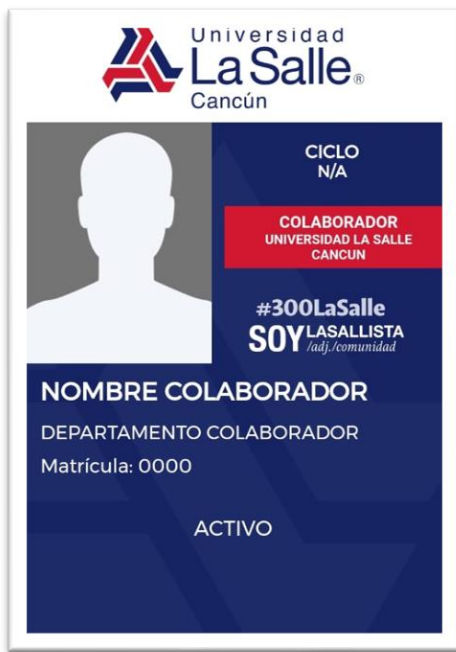 Universidad
La Salle®
Cancún
CICLO
N/A
COLABORADOR
UNIVERSIDAD LA SALLE
CANCUN
#300LaSalle
SOY LASALLISTA
/adj./comunidad
NOMBRE COLABORADOR
DEPARTAMENTO COLABORADOR
Matrícula: 0000
ACTIVO